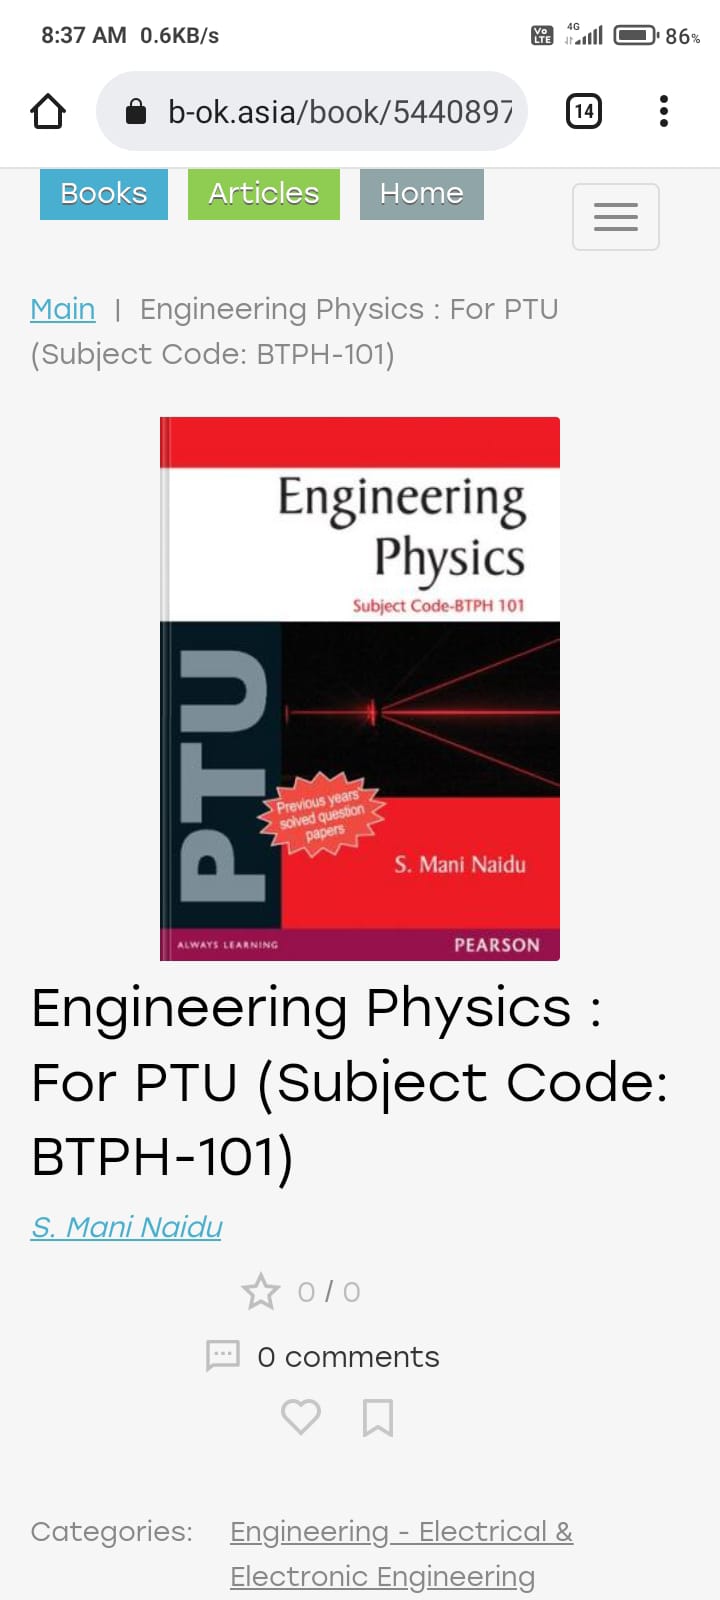 8:37 AM 0.6KB/s
Vo LTE 4G 86%
b-ok.asia/book/5440897
14
Books Articles Home
Main | Engineering Physics : For PTU
(Subject Code: BTPH-101)
Engineering
Physics
Subject Code-BTPH 101
PTU
Previous years'
solved question
papers
S. Mani Naidu
ALWAYS LEARNING PEARSON
Engineering Physics :
For PTU (Subject Code:
BTPH-101)
S. Mani Naidu
0 / 0
0 comments
Categories: Engineering - Electrical &
Electronic Engineering